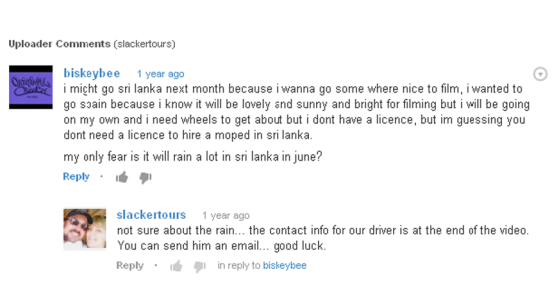 Uploader Comments (slackertours)
biskeybee 1 year ago
i might go sri lanka next month because i wanna go some where nice to film, i wanted to
go spain because i know it will be lovely and sunny and bright for filming but i will be going
on my own and i need wheels to get about but i dont have a licence, but im guessing you
dont need a licence to hire a moped in sri lanka.
my only fear is it will rain a lot in sri lanka in june?
Reply ·
slackertours 1 year ago
not sure about the rain... the contact info for our driver is at the end of the video.
You can send him an email... good luck.
Reply · in reply to biskeybee